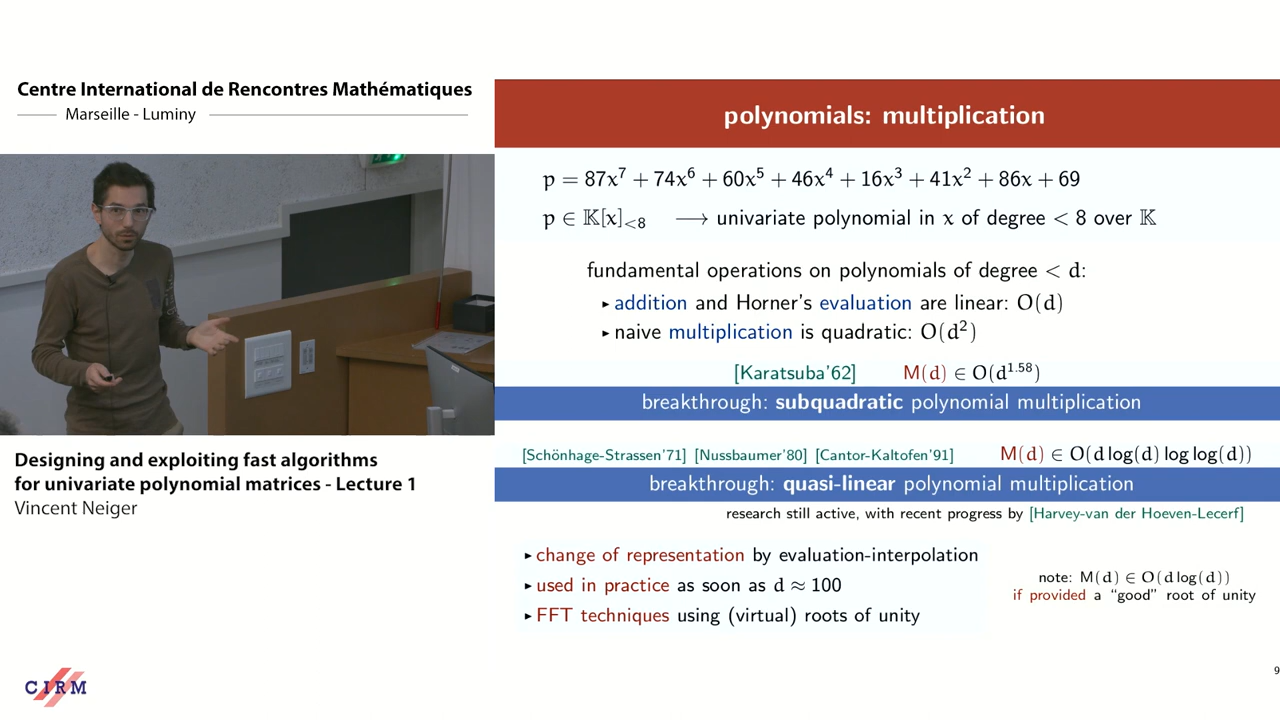 Centre International de Rencontres Mathématiques
Marseille - Luminy
Designing and exploiting fast algorithms
for univariate polynomial matrices - Lecture 1
Vincent Neiger
CIRM
polynomials: multiplication
p = 87x⁷ + 74x⁶ + 60x⁵ + 46x⁴ + 16x³ + 41x² + 86x + 69
p ∈ 𝕂[x]<8 ⟶ univariate polynomial in x of degree < 8 over 𝕂
fundamental operations on polynomials of degree < d:
▸ addition and Horner's evaluation are linear: O(d)
▸ naive multiplication is quadratic: O(d²)
[Karatsuba'62] M(d) ∈ O(d^1.58)
breakthrough: subquadratic polynomial multiplication
[Schönhage-Strassen'71] [Nussbaumer'80] [Cantor-Kaltofen'91] M(d) ∈ O(d log(d) log log(d))
breakthrough: quasi-linear polynomial multiplication
research still active, with recent progress by [Harvey-van der Hoeven-Lecerf]
▸ change of representation by evaluation-interpolation
▸ used in practice as soon as d ≈ 100
▸ FFT techniques using (virtual) roots of unity
note: M(d) ∈ O(d log(d))
if provided a “good” root of unity
9